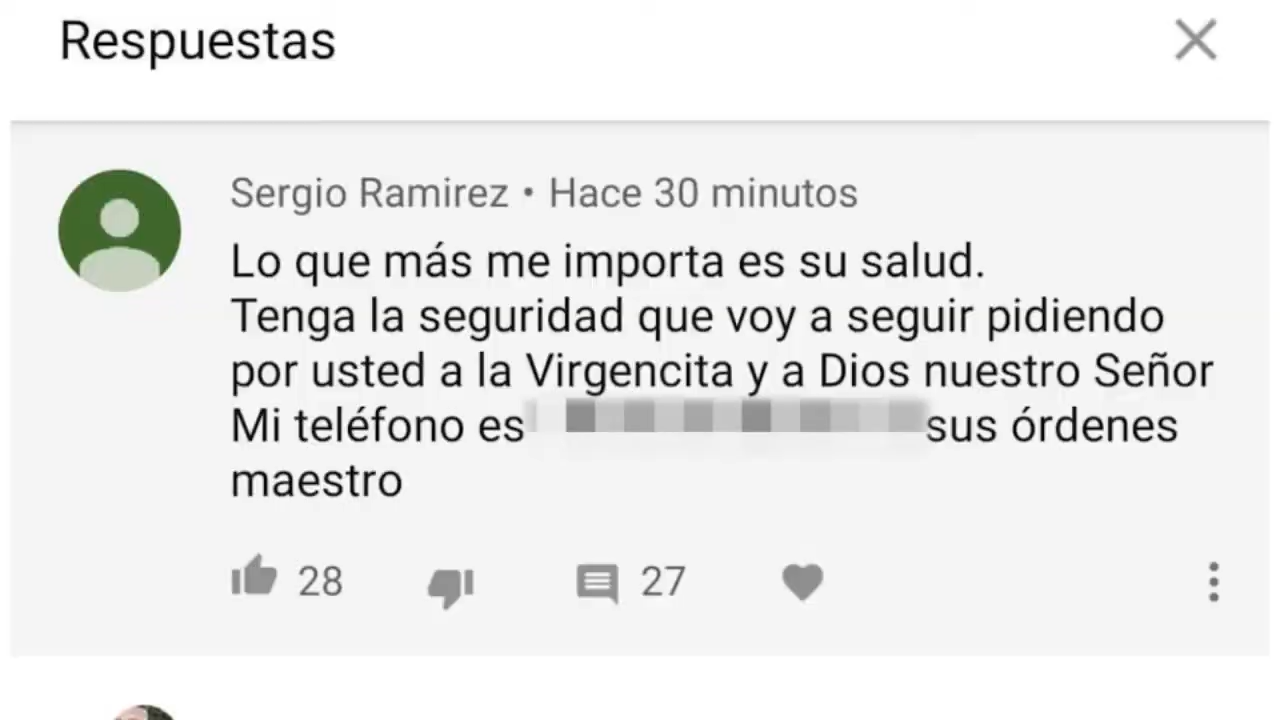 Respuestas
Sergio Ramirez • Hace 30 minutos
Lo que más me importa es su salud.
Tenga la seguridad que voy a seguir pidiendo
por usted a la Virgencita y a Dios nuestro Señor
Mi teléfono es sus órdenes
maestro
28 27